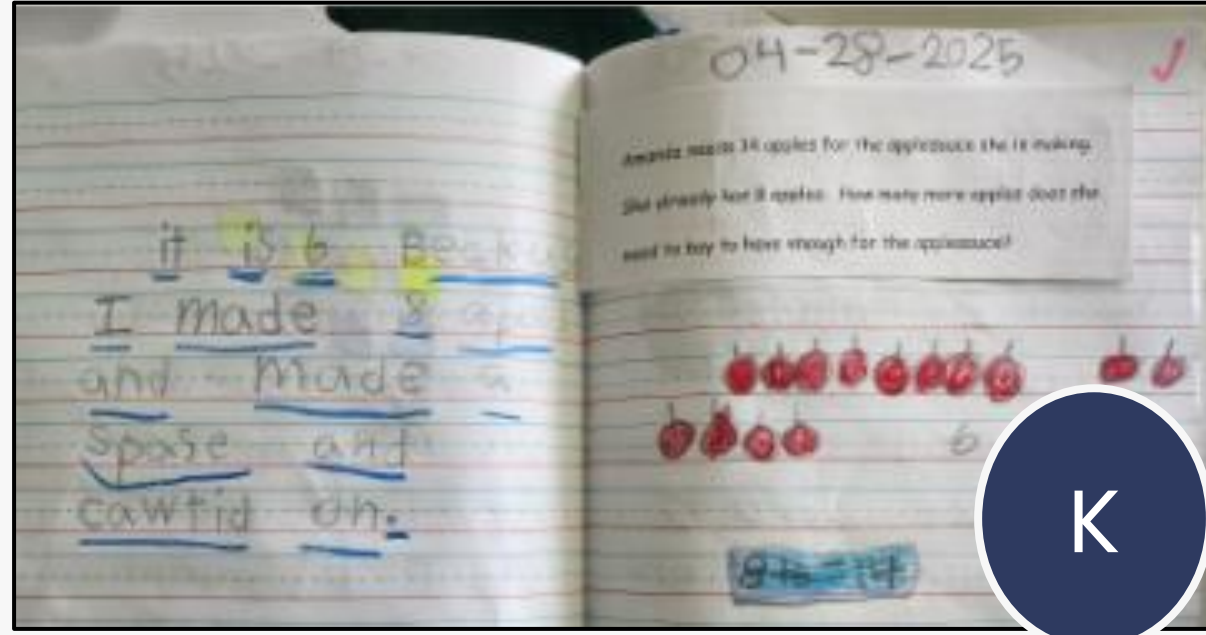 it is 6 Beck
I made 8 ap
and made a
spase and
cawtid on.
04-28-2025
Amanda needs 14 apples for the applesauce she is making.
She already has 8 apples. How many more apples does she
need to buy to have enough for the applesauce?
6
8+6=14
K